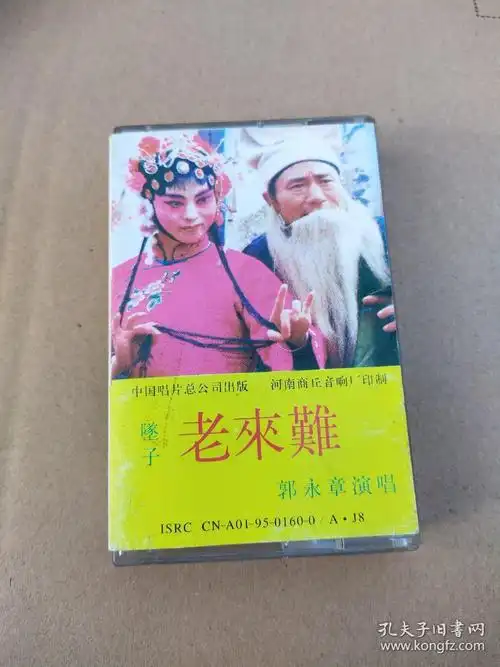 中国唱片总公司出版 河南商丘音响厂印制
墜子
老來難
郭永章演唱
ISRC CN-A01-95-0160-0/A·J8
孔夫子旧書网
www.kongfz.com